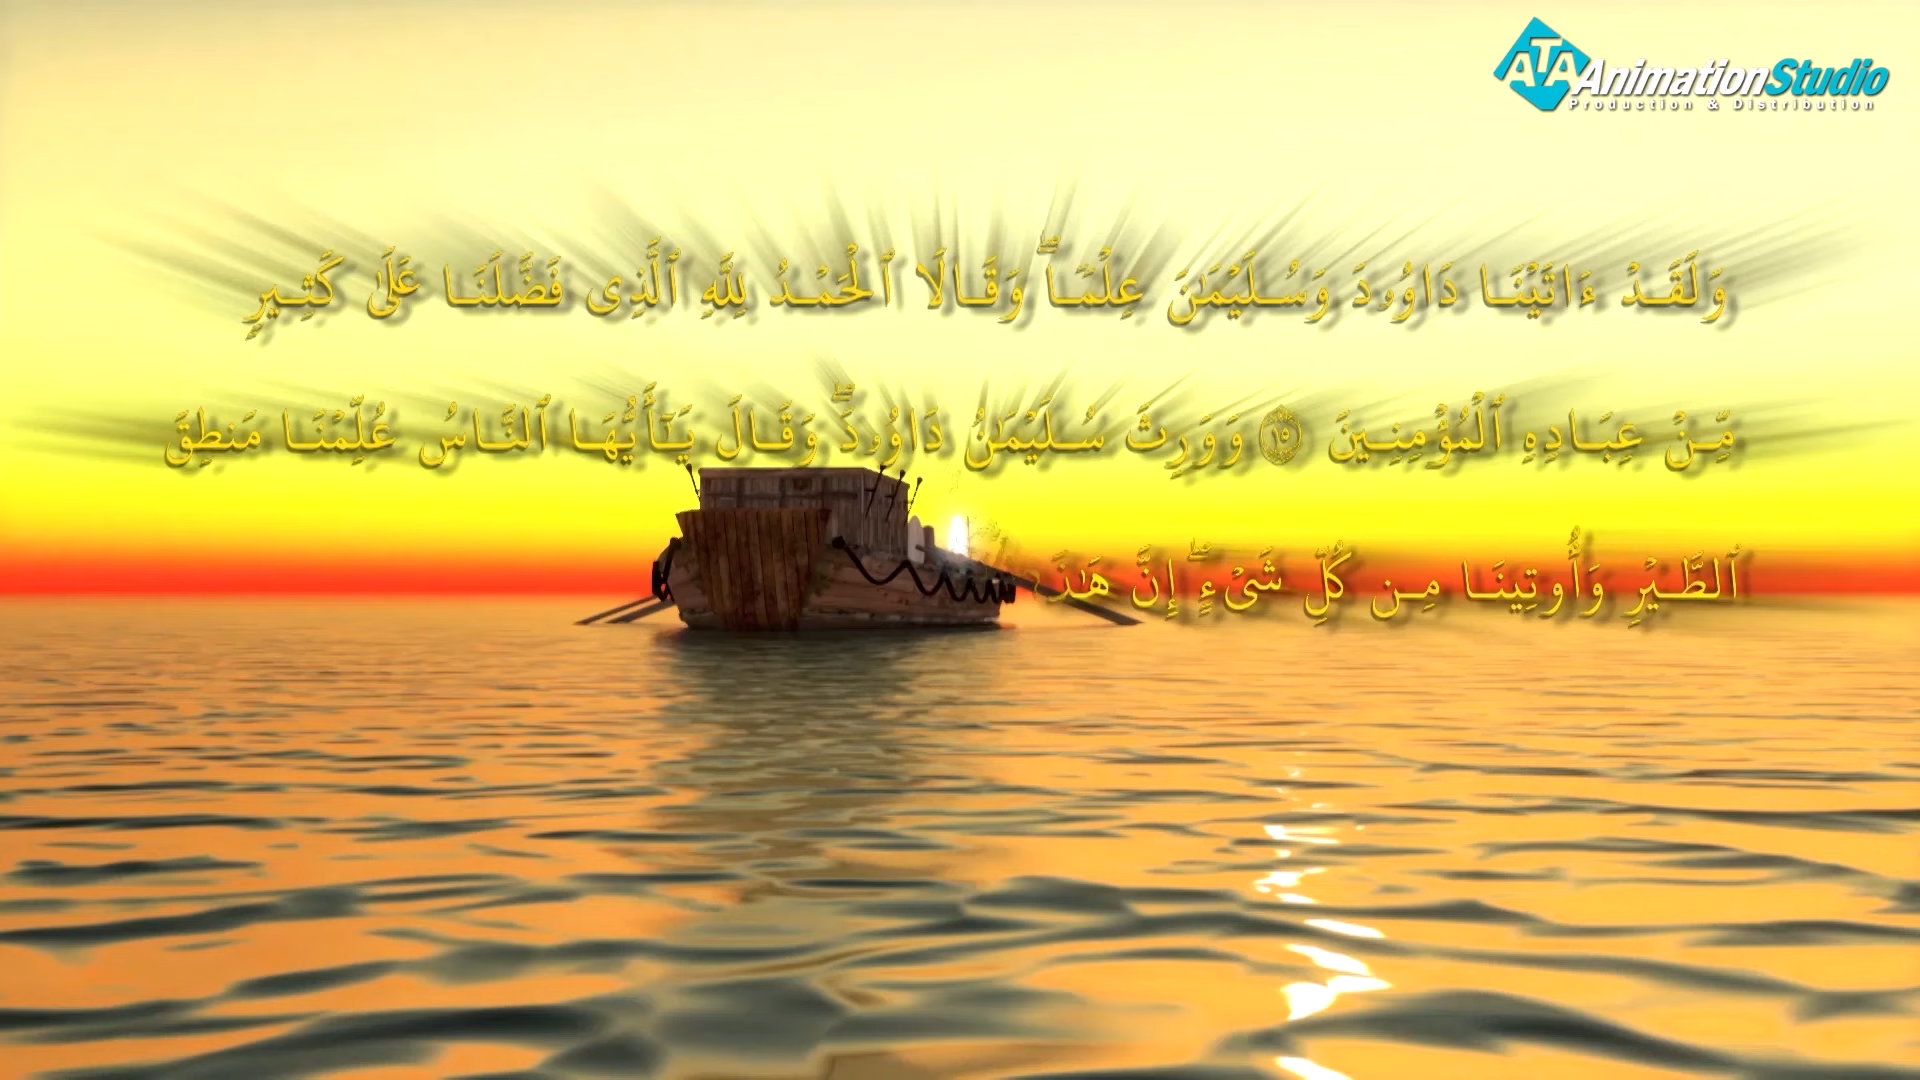 ATA AnimationStudio
Production & Distribution
وَلَقَدْ ءَاتَيْنَا دَاوُۥدَ وَسُلَيْمَٰنَ عِلْمًاۖ وَقَالَا ٱلْحَمْدُ لِلَّهِ ٱلَّذِى فَضَّلَنَا عَلَىٰ كَثِيرٍ
مِّنْ عِبَادِهِ ٱلْمُؤْمِنِينَ ١٥ وَوَرِثَ سُلَيْمَٰنُ دَاوُۥدَۖ وَقَالَ يَٰٓأَيُّهَا ٱلنَّاسُ عُلِّمْنَا مَنطِقَ
ٱلطَّيْرِ وَأُوتِينَا مِن كُلِّ شَىْءٍۖ إِنَّ هَٰذَ